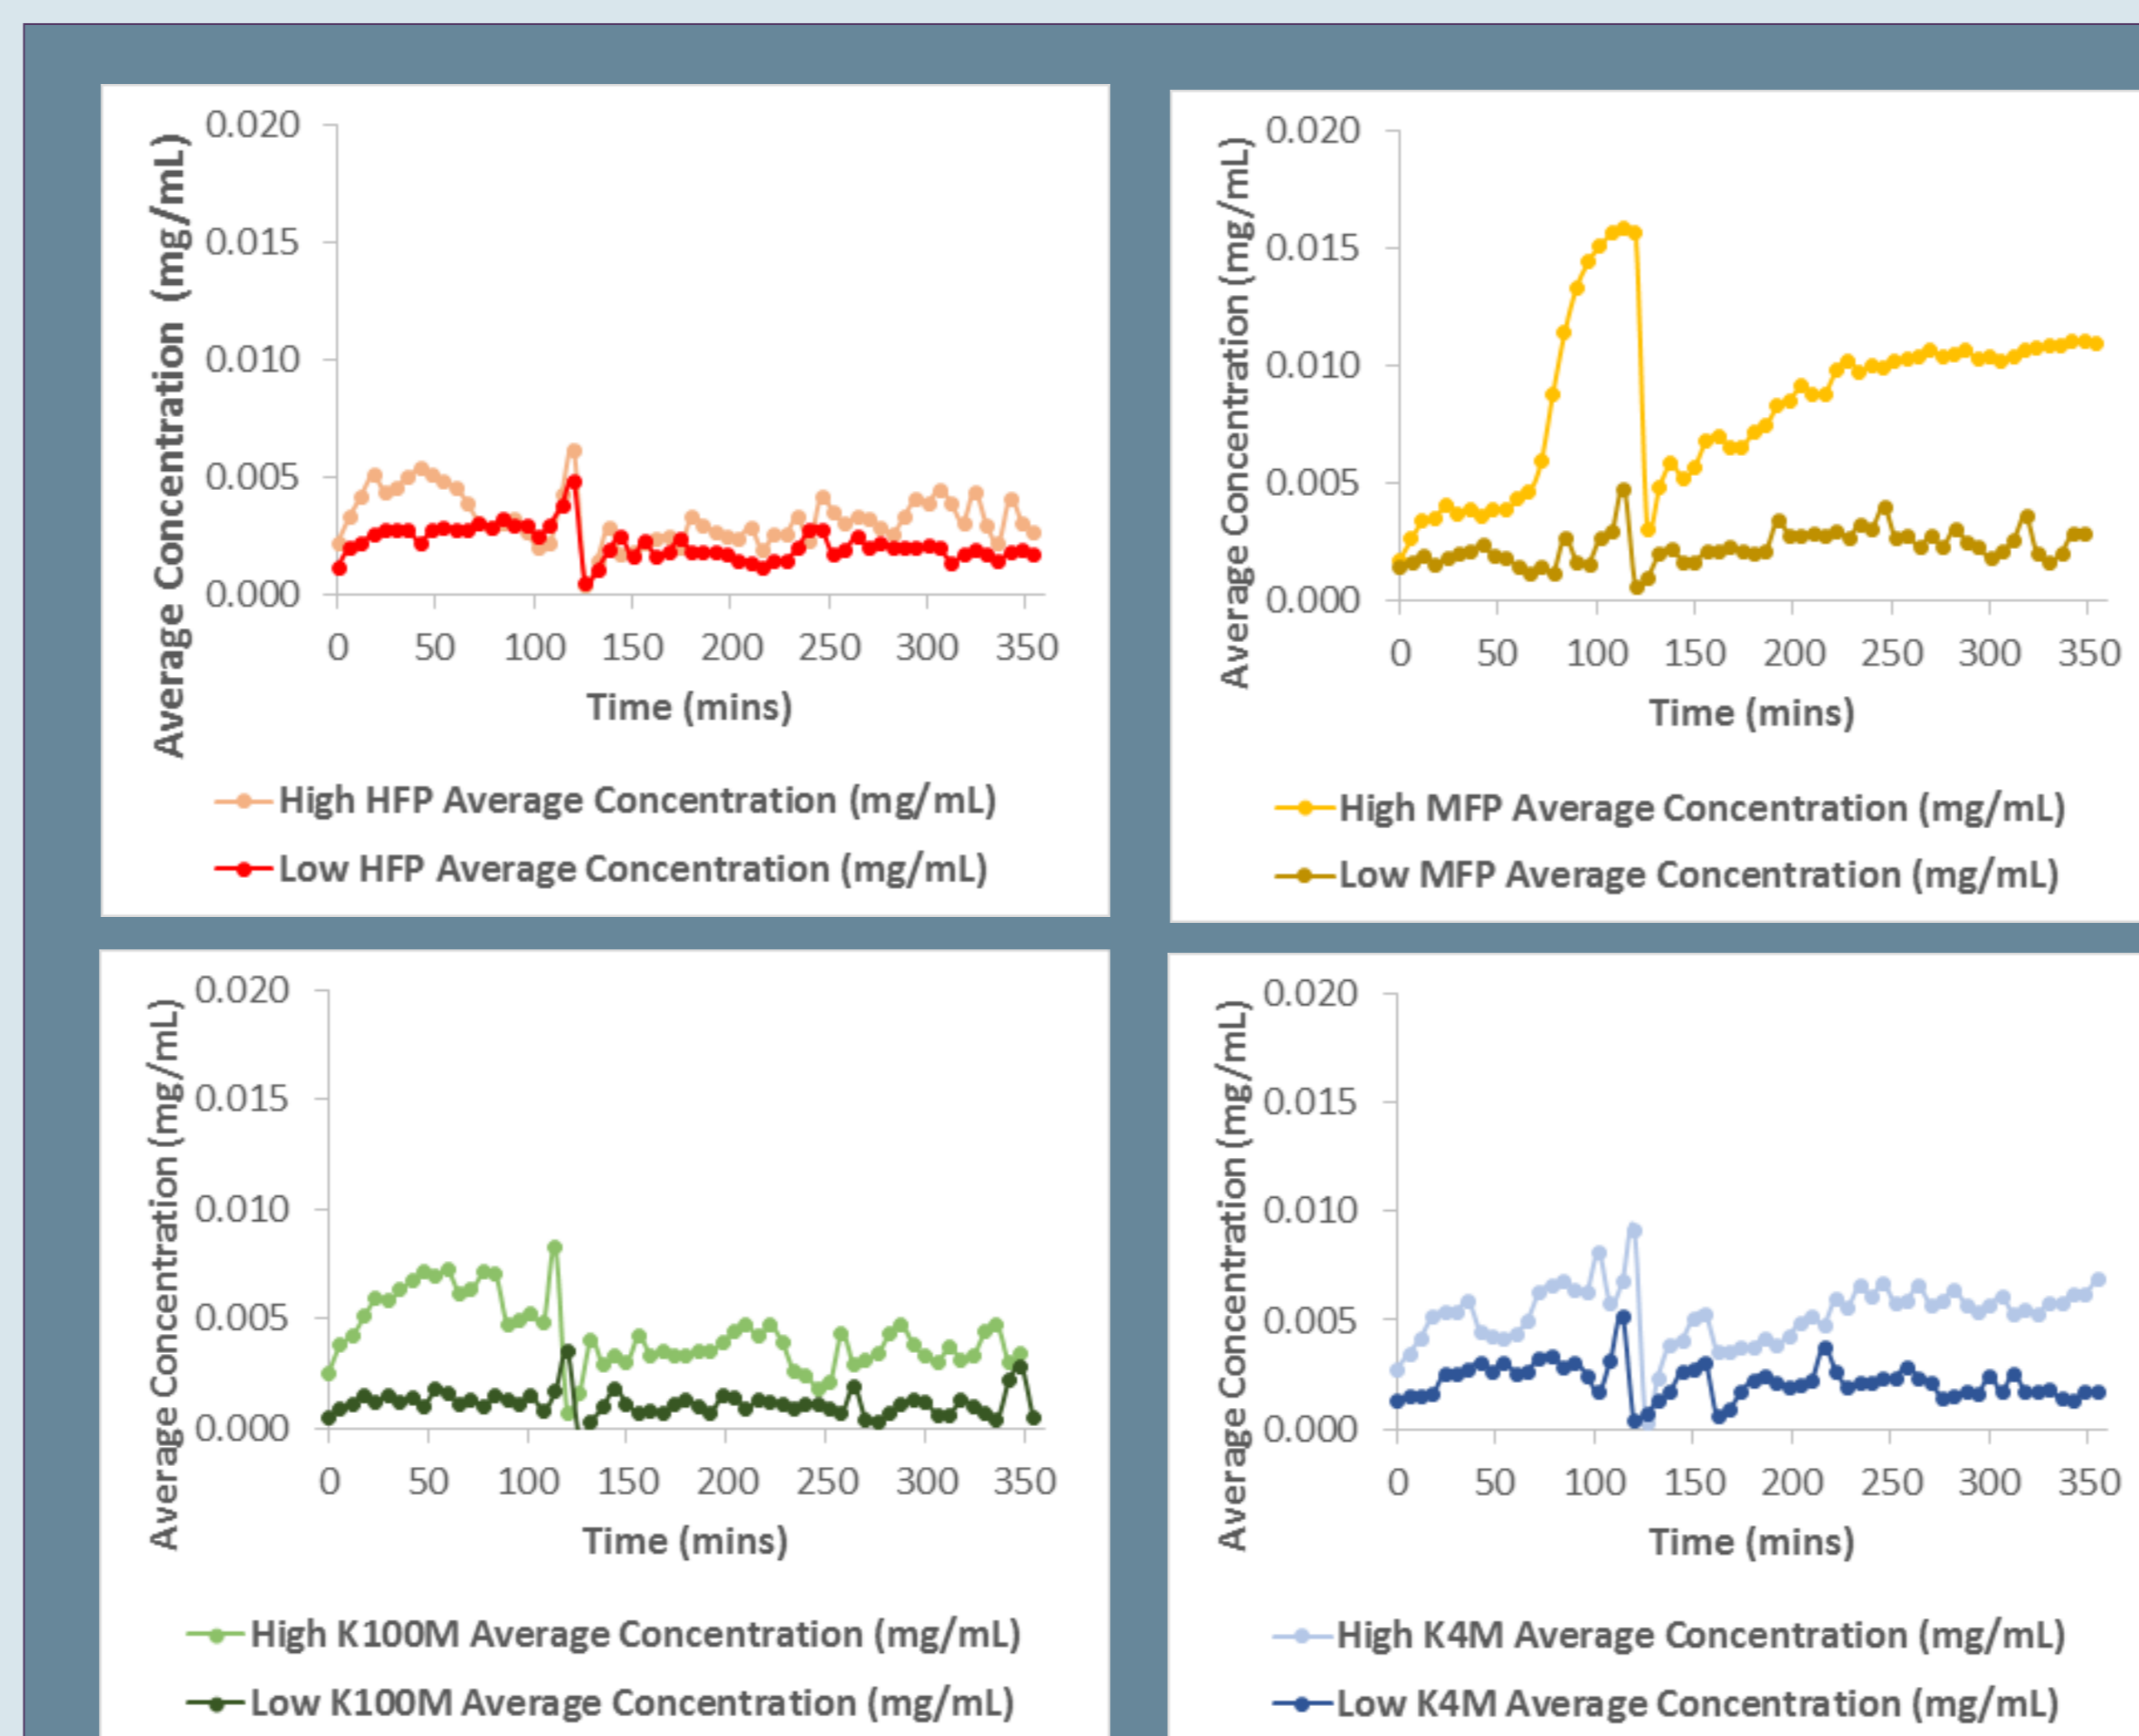 Average Concentration (mg/mL)
0.020
0.015
0.010
0.005
0.000
0 50 100 150 200 250 300 350
Time (mins)
High HFP Average Concentration (mg/mL)
Low HFP Average Concentration (mg/mL)
Average Concentration (mg/mL)
0.020
0.015
0.010
0.005
0.000
0 50 100 150 200 250 300 350
Time (mins)
High MFP Average Concentration (mg/mL)
Low MFP Average Concentration (mg/mL)
Average Concentration (mg/mL)
0.020
0.015
0.010
0.005
0.000
0 50 100 150 200 250 300 350
Time (mins)
High K100M Average Concentration (mg/mL)
Low K100M Average Concentration (mg/mL)
Average Concentration (mg/mL)
0.020
0.015
0.010
0.005
0.000
0 50 100 150 200 250 300 350
Time (mins)
High K4M Average Concentration (mg/mL)
Low K4M Average Concentration (mg/mL)